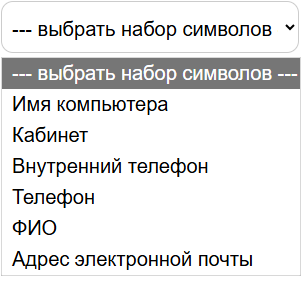 --- выбрать набор символов
--- выбрать набор символов ---
Имя компьютера
Кабинет
Внутренний телефон
Телефон
ФИО
Адрес электронной почты